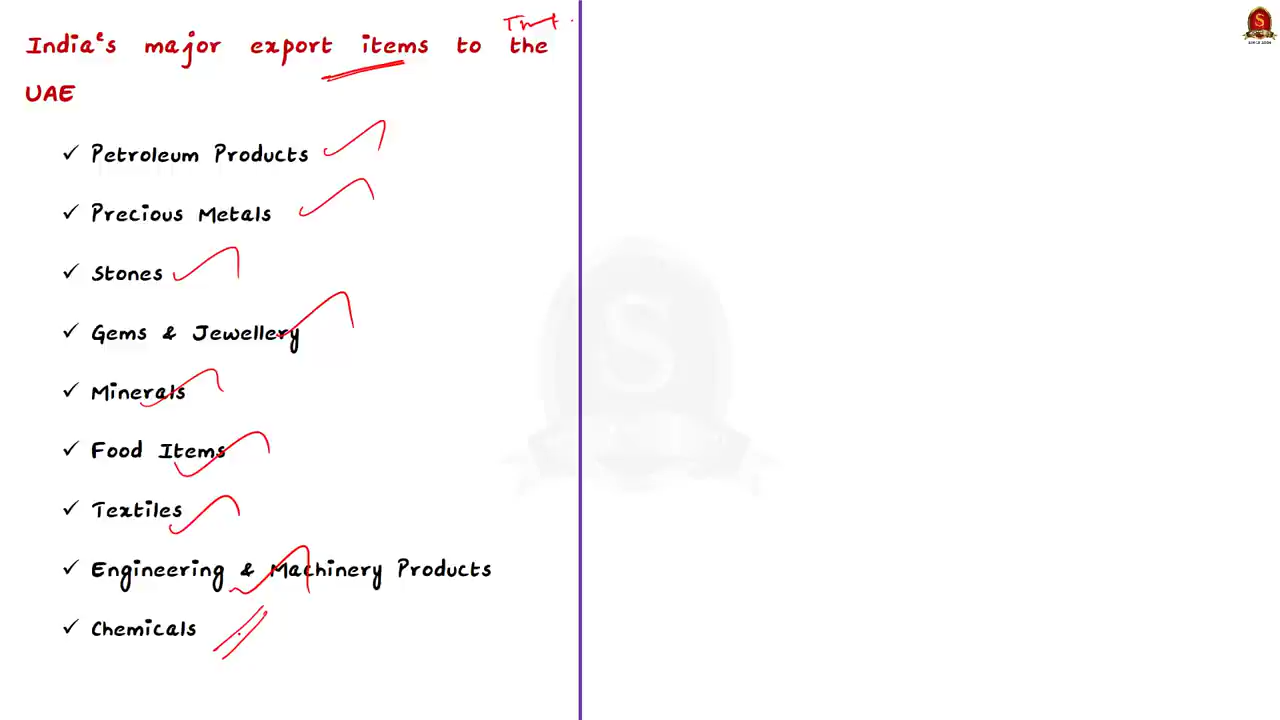 India's major export items to the
UAE
✓ Petroleum Products
✓ Precious Metals
✓ Stones
✓ Gems & Jewellery
✓ Minerals
✓ Food Items
✓ Textiles
✓ Engineering & Machinery Products
✓ Chemicals